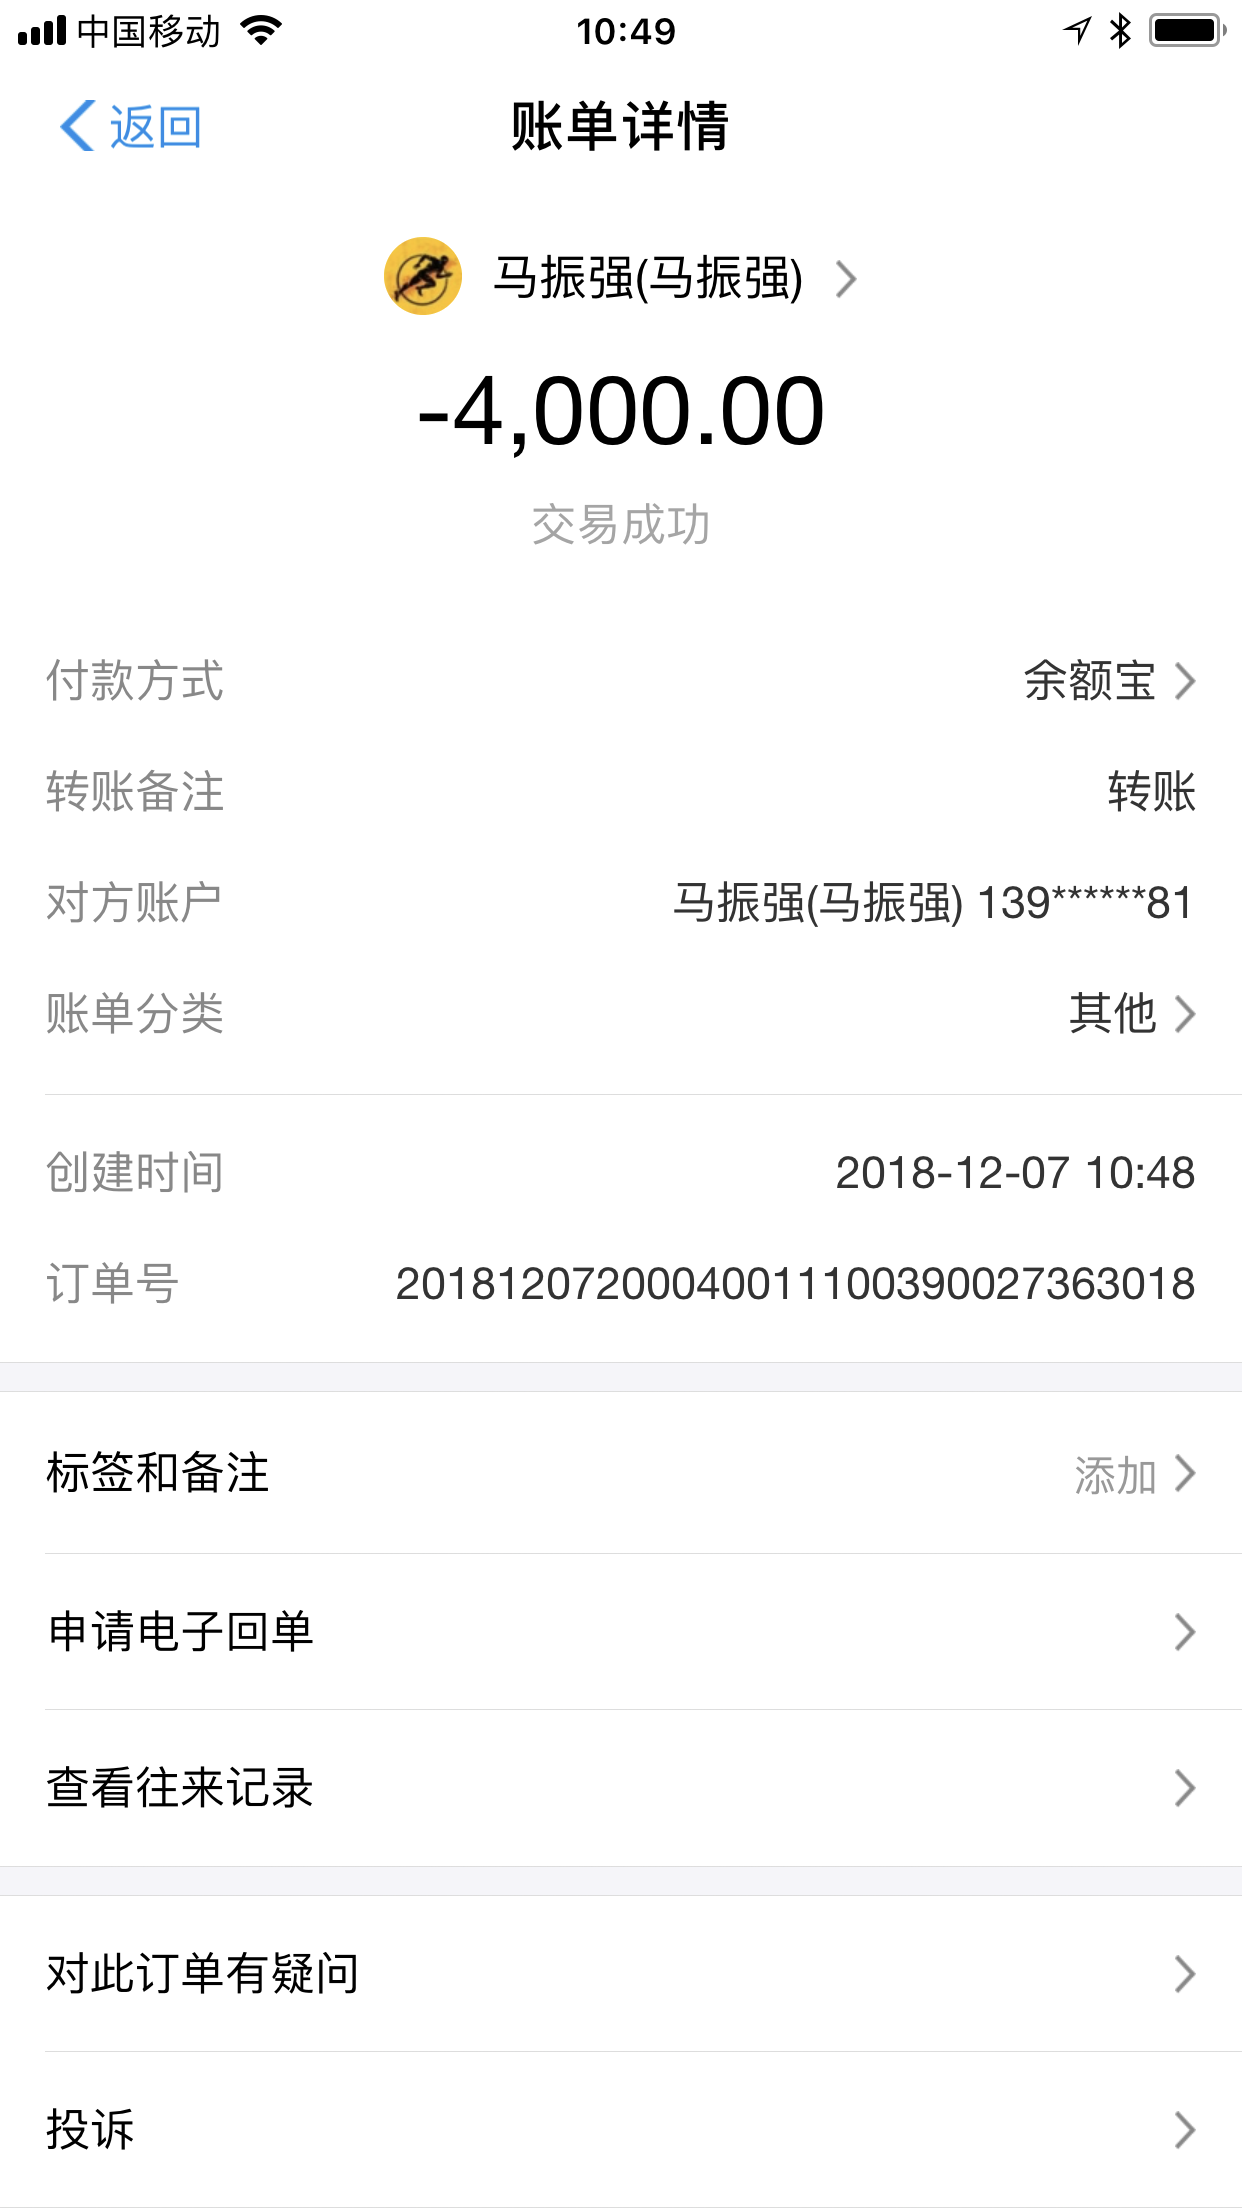 中国移动 10:49
返回 账单详情
马振强(马振强)
-4,000.00
交易成功
付款方式 余额宝
转账备注 转账
对方账户 马振强(马振强) 139******81
账单分类 其他
创建时间 2018-12-07 10:48
订单号 20181207200040011100390027363018
标签和备注 添加
申请电子回单
查看往来记录
对此订单有疑问
投诉